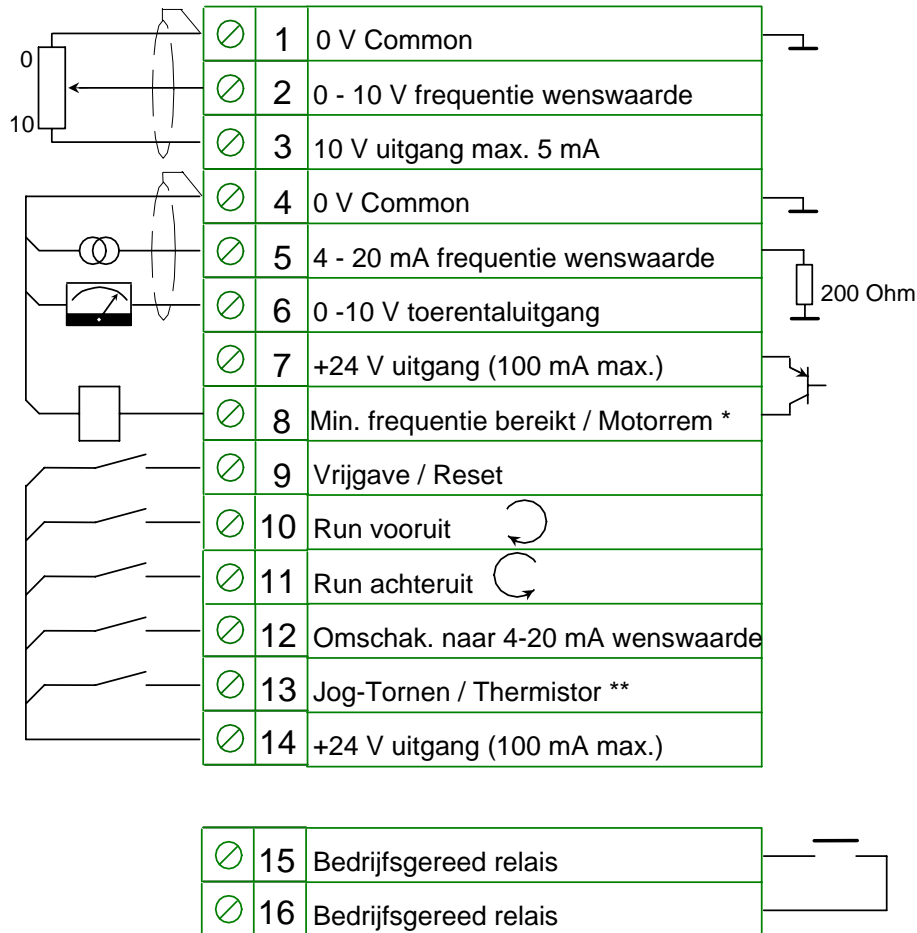 0
10
1 0 V Common
2 0 - 10 V frequentie wenswaarde
3 10 V uitgang max. 5 mA
4 0 V Common
5 4 - 20 mA frequentie wenswaarde
200 Ohm
6 0 -10 V toerentaluitgang
7 +24 V uitgang (100 mA max.)
8 Min. frequentie bereikt / Motorrem *
9 Vrijgave / Reset
10 Run vooruit
11 Run achteruit
12 Omschak. naar 4-20 mA wenswaarde
13 Jog-Tornen / Thermistor **
14 +24 V uitgang (100 mA max.)
15 Bedrijfsgereed relais
16 Bedrijfsgereed relais